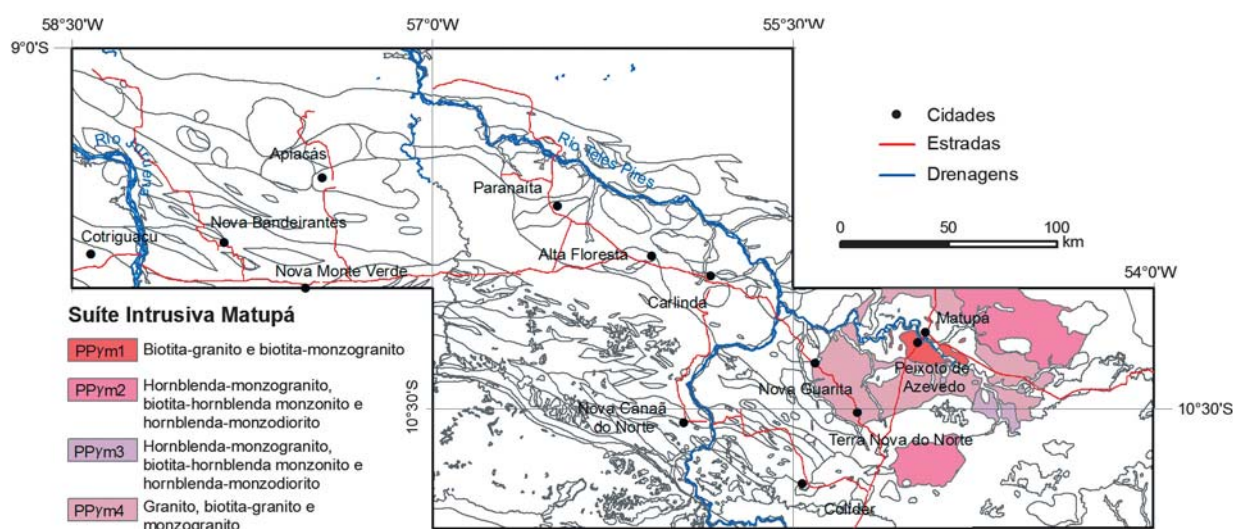 58°30'W
57°0'W
55°30'W
9°0'S
Cidades
Estradas
Drenagens
Rio Juruena
Rio Teles Pires
Apiacás
Paranaíta
Nova Bandeirantes
Cotriguaçu
Alta Floresta
Nova Monte Verde
Carlinda
0 50 100
km
54°0'W
Suíte Intrusiva Matupá
PPγm1 Biotita-granito e biotita-monzogranito
PPγm2 Hornblenda-monzogranito,
biotita-hornblenda monzonito e
hornblenda-monzodiorito
PPγm3 Hornblenda-monzogranito,
biotita-hornblenda monzonito e
hornblenda-monzodiorito
PPγm4 Granito, biotita-granito e
monzogranito
10°30'S
Matupá
Peixoto de
Azevedo
Nova Guarita
Nova Canaã
do Norte
Terra Nova do Norte
Colíder
10°30'S